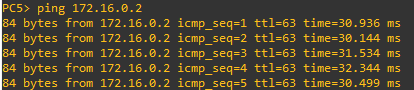 PC5> ping 172.16.0.2
84 bytes from 172.16.0.2 icmp_seq=1 ttl=63 time=30.936 ms
84 bytes from 172.16.0.2 icmp_seq=2 ttl=63 time=30.144 ms
84 bytes from 172.16.0.2 icmp_seq=3 ttl=63 time=31.534 ms
84 bytes from 172.16.0.2 icmp_seq=4 ttl=63 time=32.344 ms
84 bytes from 172.16.0.2 icmp_seq=5 ttl=63 time=30.499 ms